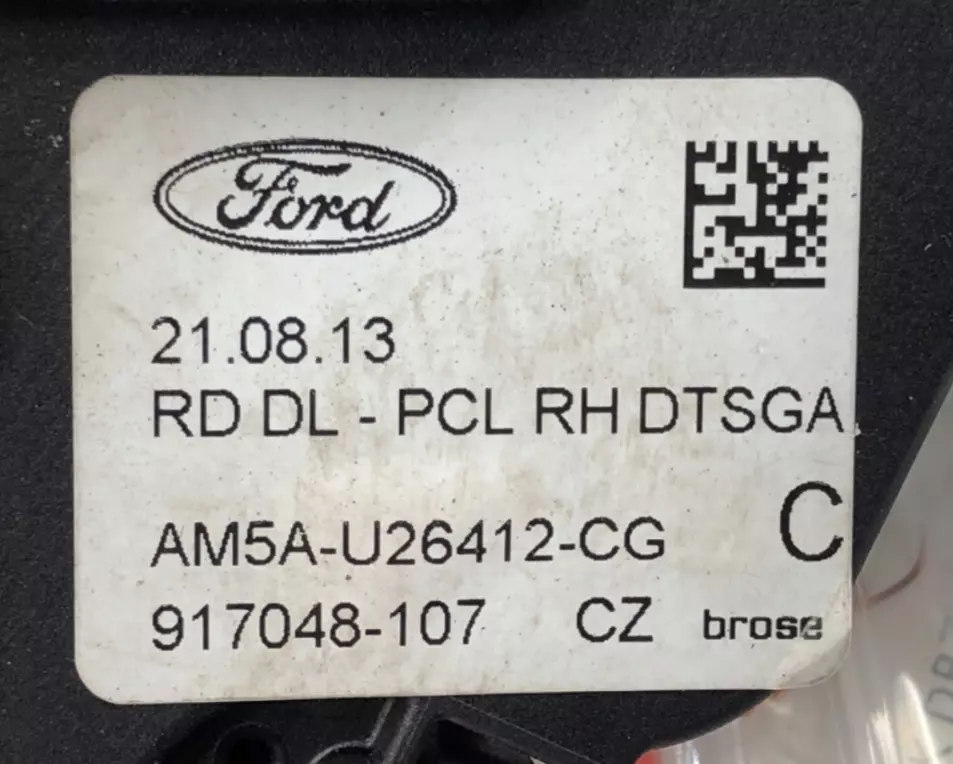 Ford
21.08.13
RD DL - PCL RH DTSGA
C
AM5A-U26412-CG
917048-107 CZ brose